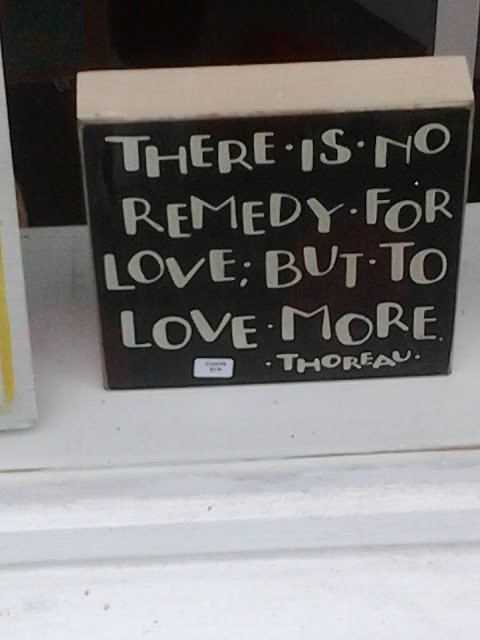 THERE·IS·NO
REMEDY·FOR
LOVE; BUT·TO
LOVE·MORE.
·THOREAU·